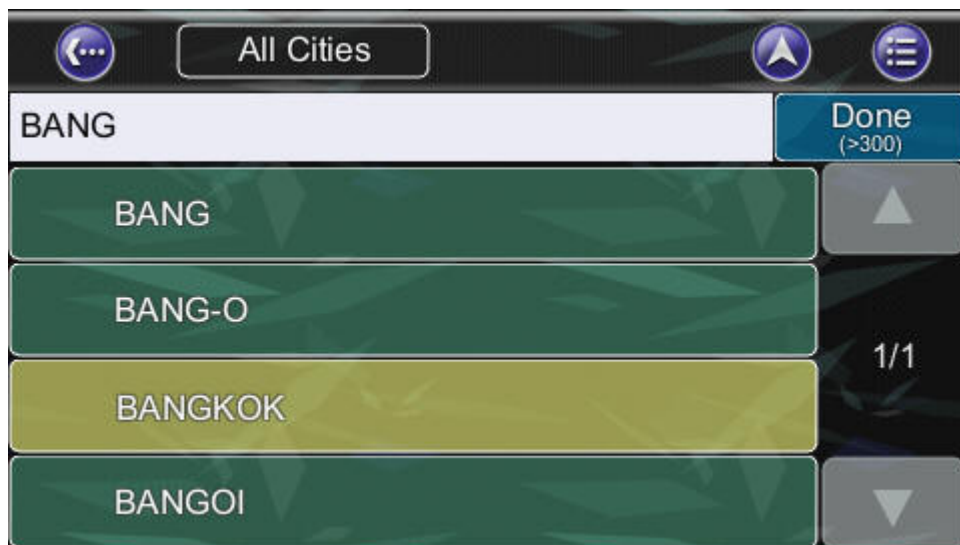 All Cities
BANG
Done
(>300)
BANG
BANG-O
1/1
BANGKOK
BANGOI